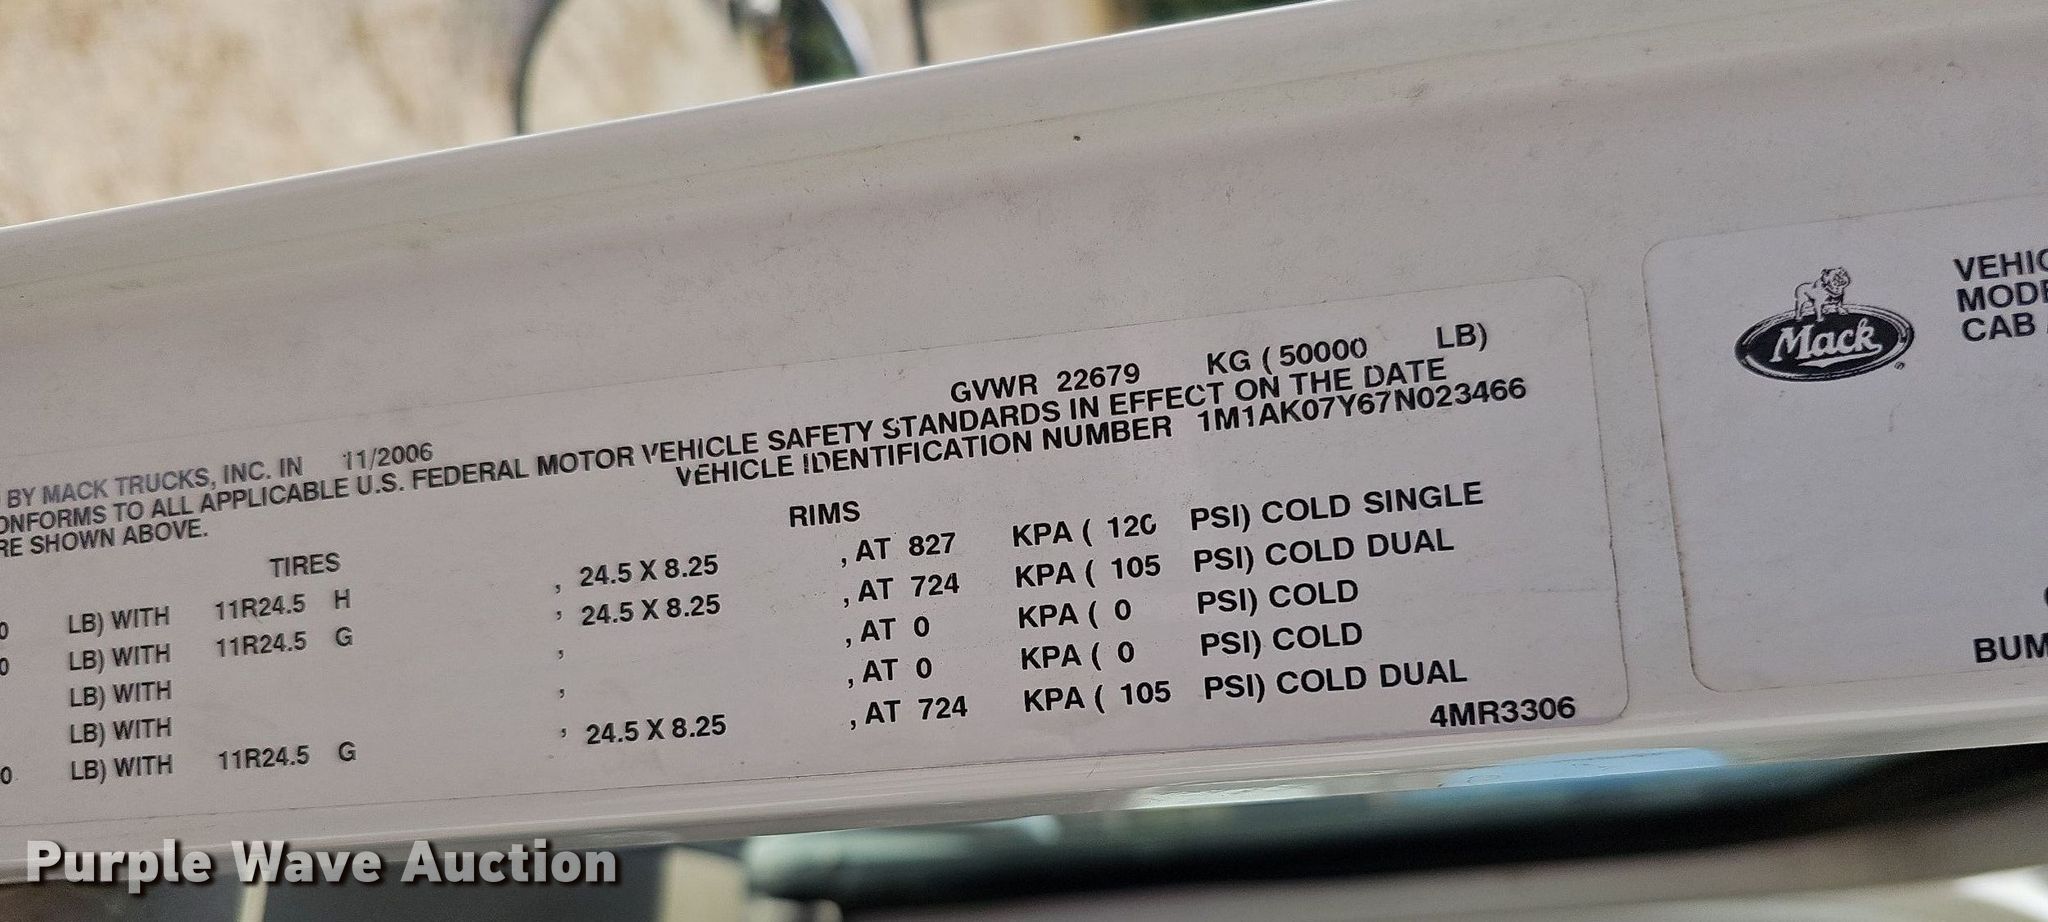 GVWR 22679 KG ( 50000 LB)
BY MACK TRUCKS, INC. IN 11/2006
ONFORMS TO ALL APPLICABLE U.S. FEDERAL MOTOR VEHICLE SAFETY STANDARDS IN EFFECT ON THE DATE
RE SHOWN ABOVE.
VEHICLE IDENTIFICATION NUMBER 1M1AK07Y67N023466
TIRES RIMS
0 LB) WITH 11R24.5 H , 24.5 X 8.25 , AT 827 KPA ( 120 PSI) COLD SINGLE
0 LB) WITH 11R24.5 G , 24.5 X 8.25 , AT 724 KPA ( 105 PSI) COLD DUAL
LB) WITH , , AT 0 KPA ( 0 PSI) COLD
LB) WITH , , AT 0 KPA ( 0 PSI) COLD
0 LB) WITH 11R24.5 G , 24.5 X 8.25 , AT 724 KPA ( 105 PSI) COLD DUAL
4MR3306
Mack
VEHIC
MODE
CAB
BUM
Purple Wave Auction